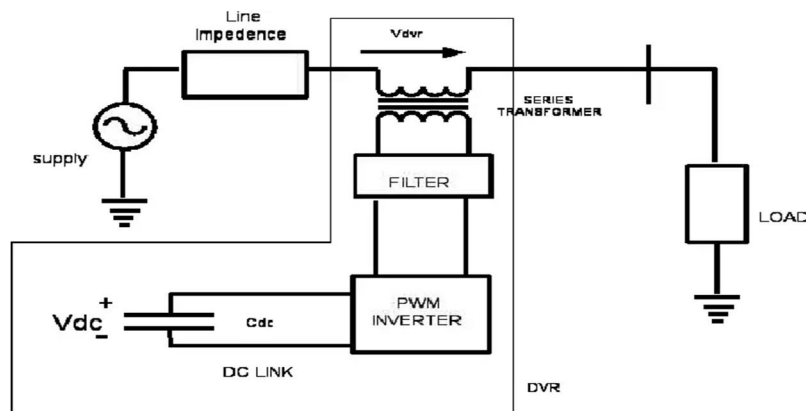 Line
Impedence
Vdvr
SERIES
TRANSFORMER
supply
FILTER
LOAD
PWM
INVERTER
+
Vdc
-
Cdc
DC LINK
DVR